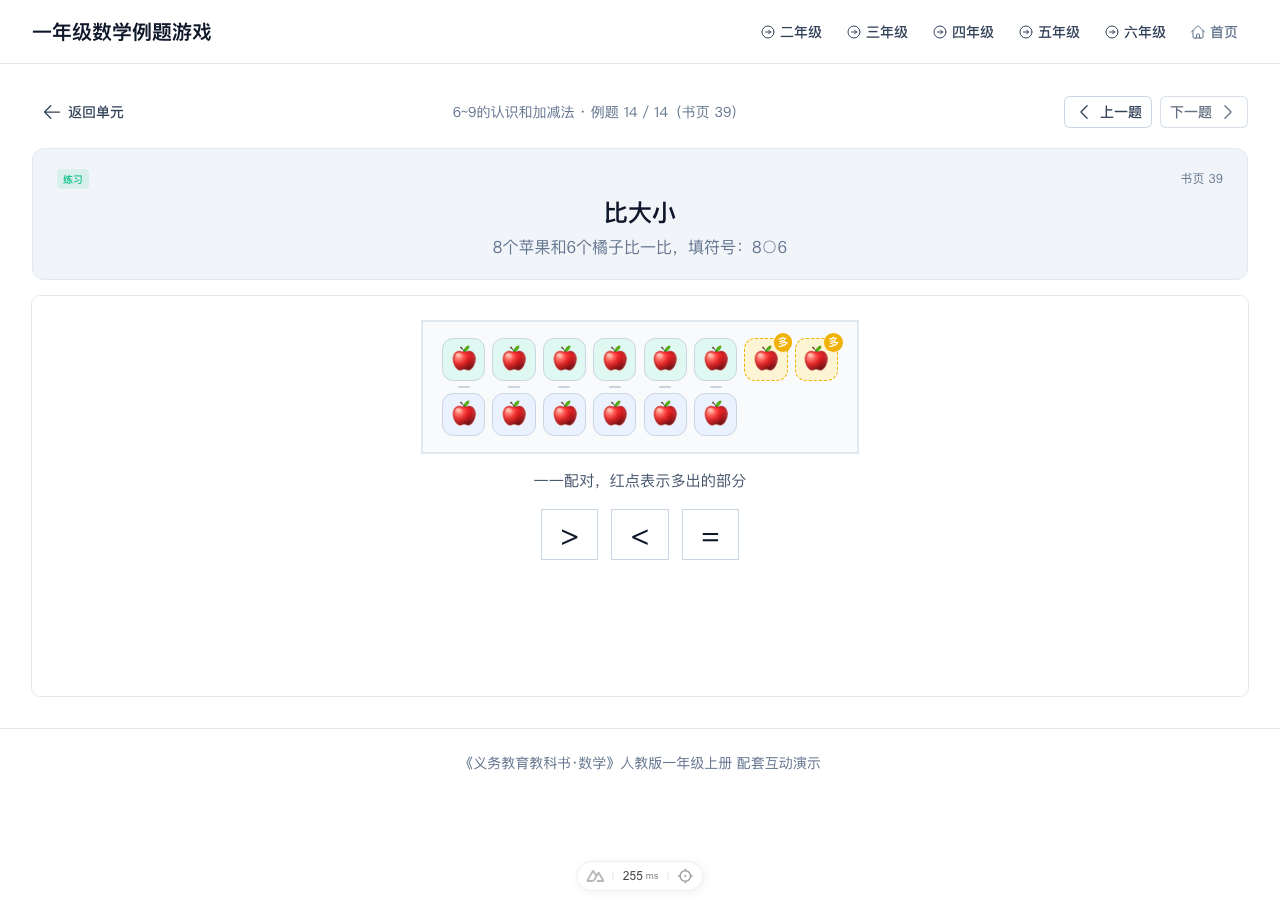 一年级数学例题游戏
二年级
三年级
四年级
五年级
六年级
首页
返回单元
6~9的认识和加减法 · 例题 14 / 14（书页 39）
上一题
下一题
练习
书页 39
比大小
8个苹果和6个橘子比一比，填符号：8○6
多
多
一一配对，红点表示多出的部分
>
<
=
《义务教育教科书·数学》人教版一年级上册 配套互动演示
255 ms